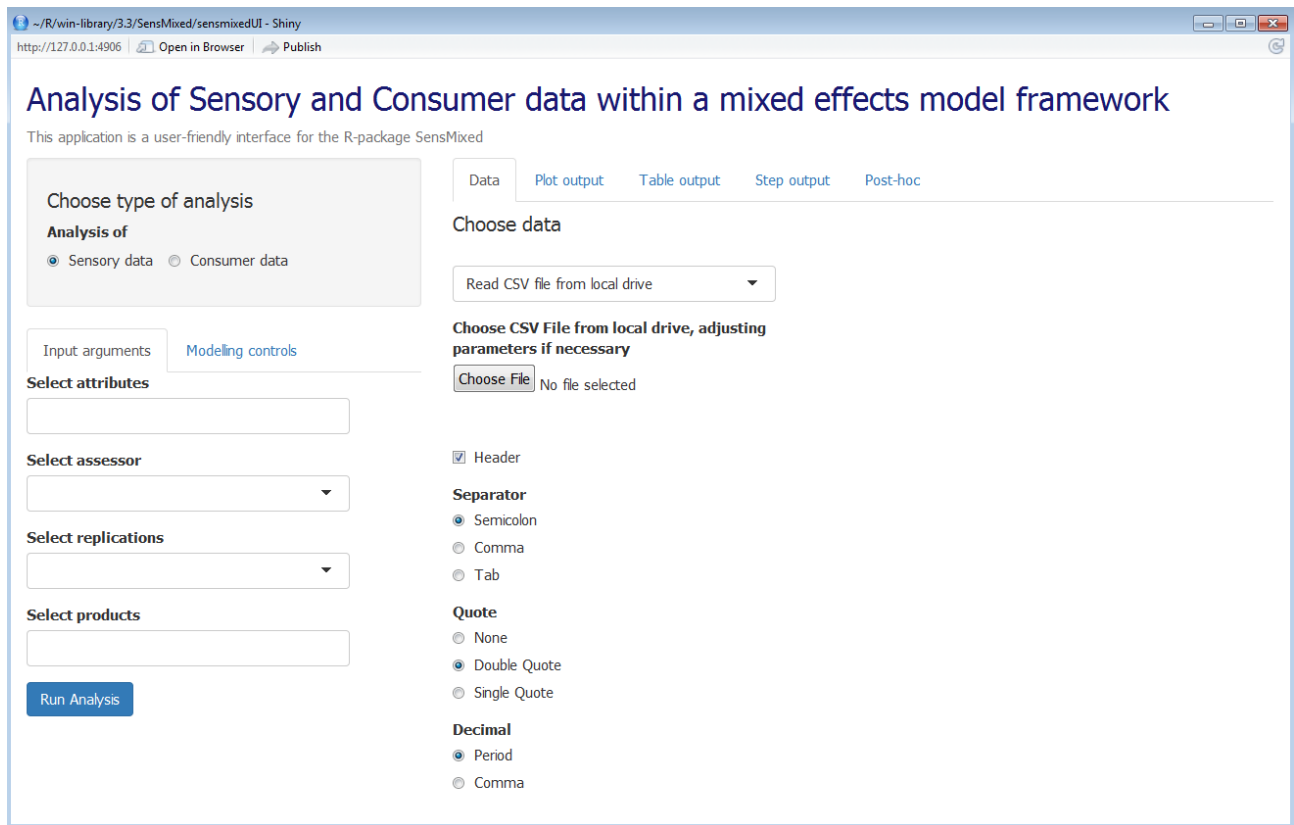 ~/R/win-library/3.3/SensMixed/sensmixedUI - Shiny
http://127.0.0.1:4906 Open in Browser Publish
Analysis of Sensory and Consumer data within a mixed effects model framework
This application is a user-friendly interface for the R-package SensMixed
Choose type of analysis
Analysis of
Sensory data Consumer data
Input arguments Modelling controls
Select attributes
Select assessor
Select replications
Select products
Run Analysis
Data Plot output Table output Step output Post-hoc
Choose data
Read CSV file from local drive
Choose CSV File from local drive, adjusting
parameters if necessary
Choose File No file selected
Header
Separator
Semicolon
Comma
Tab
Quote
None
Double Quote
Single Quote
Decimal
Period
Comma